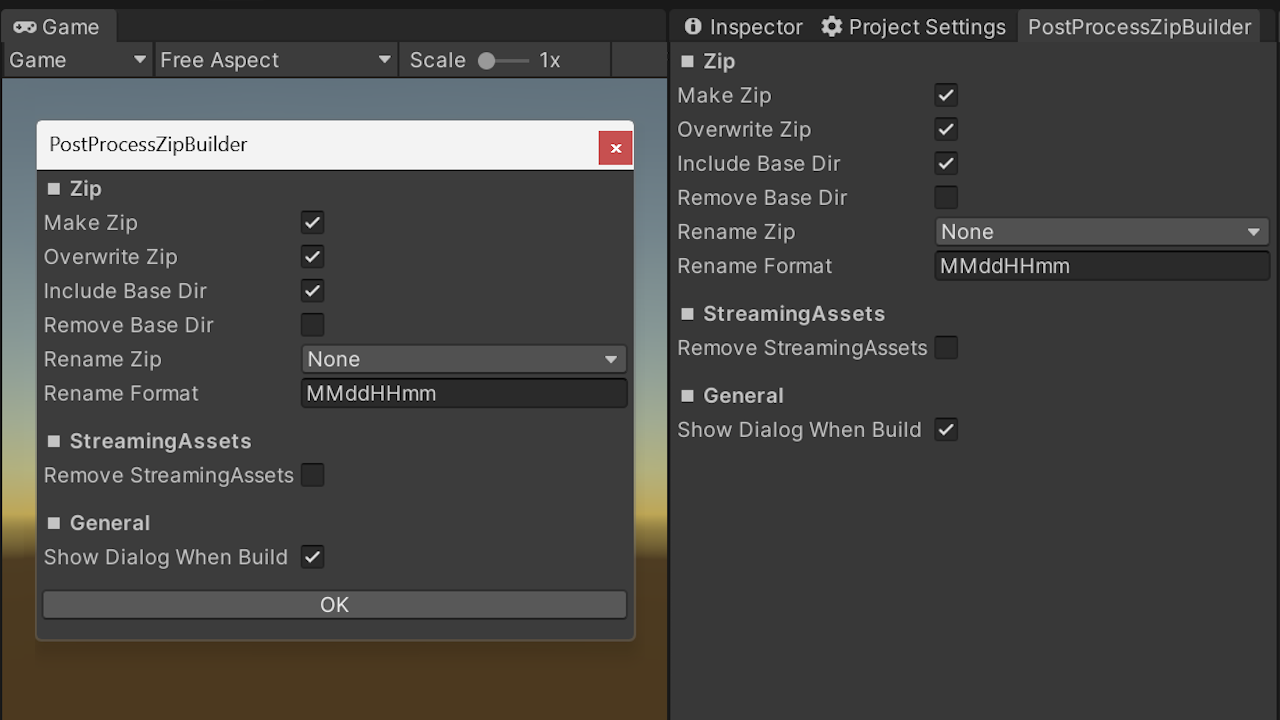 Game
Game
Free Aspect
Scale
1x
PostProcessZipBuilder
x
■ Zip
Make Zip
Overwrite Zip
Include Base Dir
Remove Base Dir
Rename Zip
None
Rename Format
MMddHHmm
■ StreamingAssets
Remove StreamingAssets
■ General
Show Dialog When Build
OK
Inspector
Project Settings
PostProcessZipBuilder
■ Zip
Make Zip
Overwrite Zip
Include Base Dir
Remove Base Dir
Rename Zip
None
Rename Format
MMddHHmm
■ StreamingAssets
Remove StreamingAssets
■ General
Show Dialog When Build